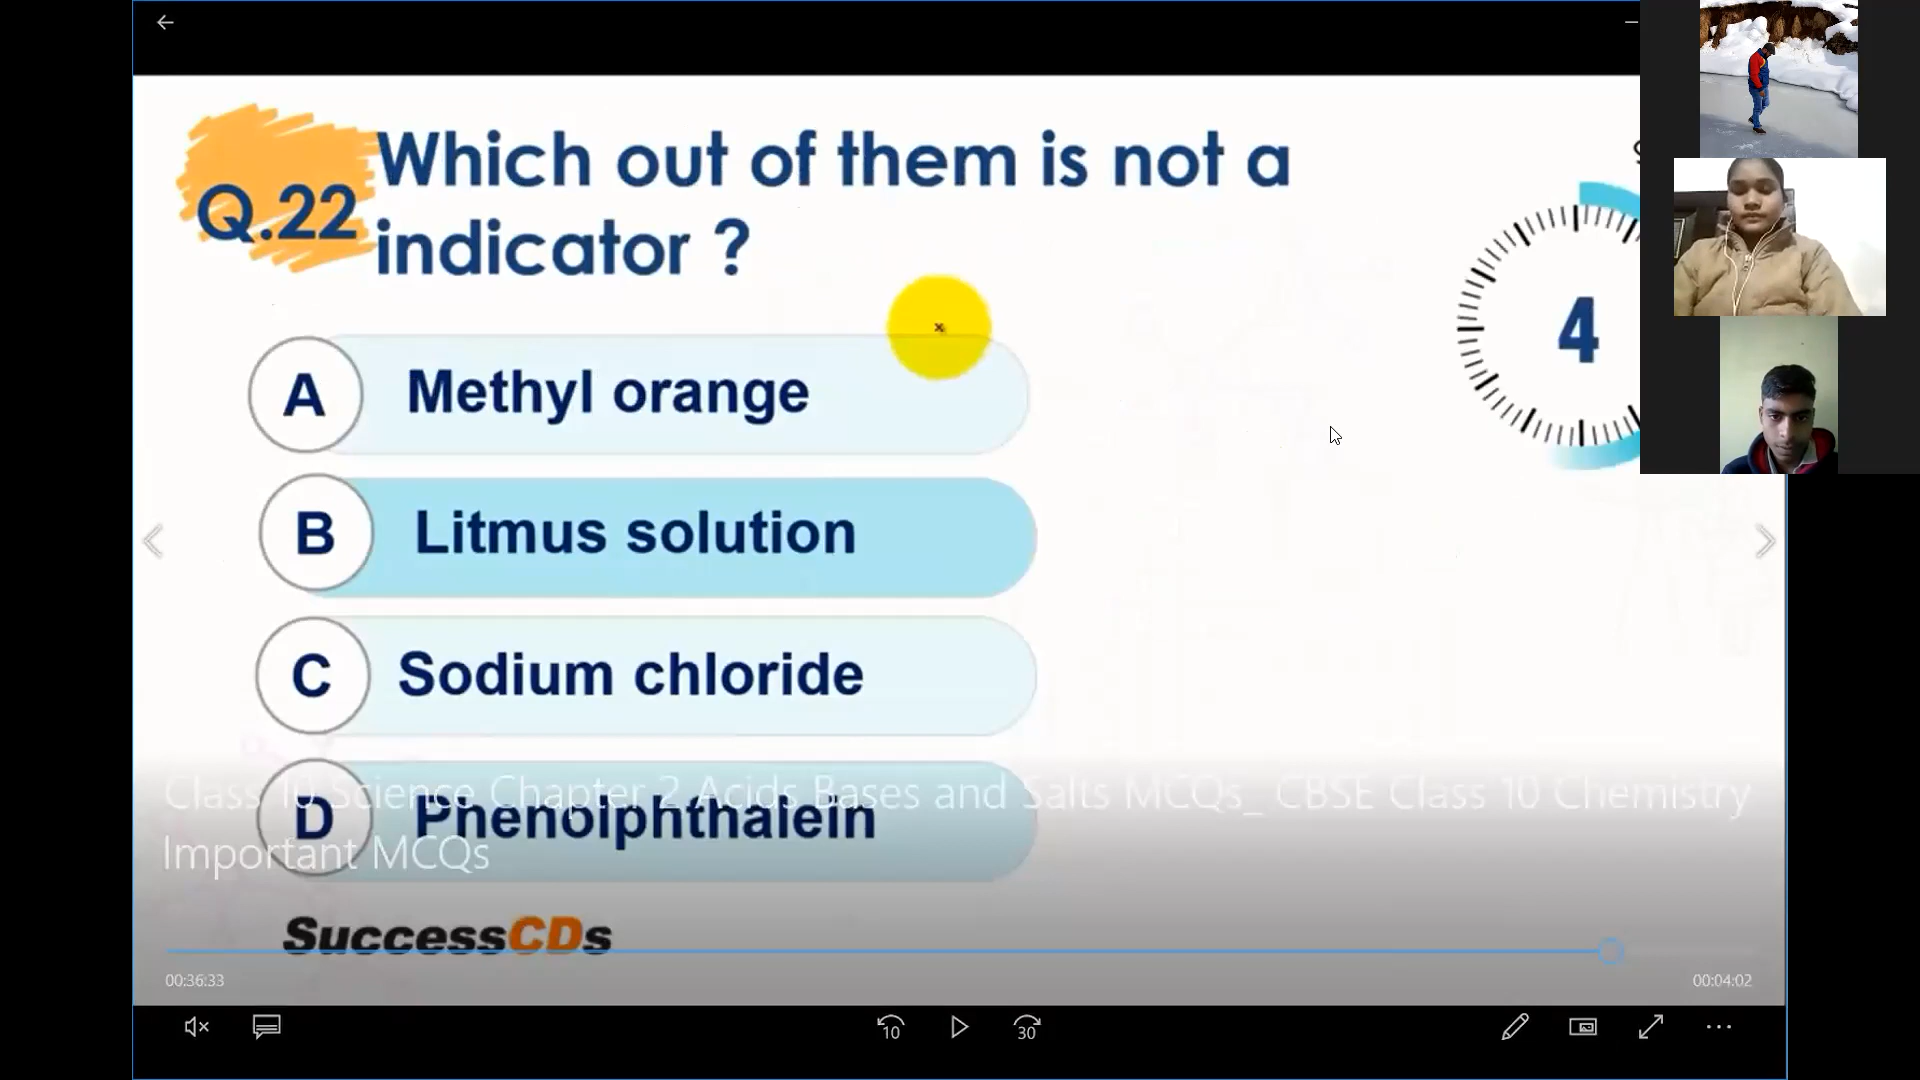 Q.22
Which out of them is not a
indicator ?
4
A Methyl orange
B Litmus solution
C Sodium chloride
D Phenolphthalein
Class 10 Science Chapter 2 Acids Bases and Salts MCQs_ CBSE Class 10 Chemistry
Important MCQs
SuccessCDs
00:36:33
00:04:02
10
30